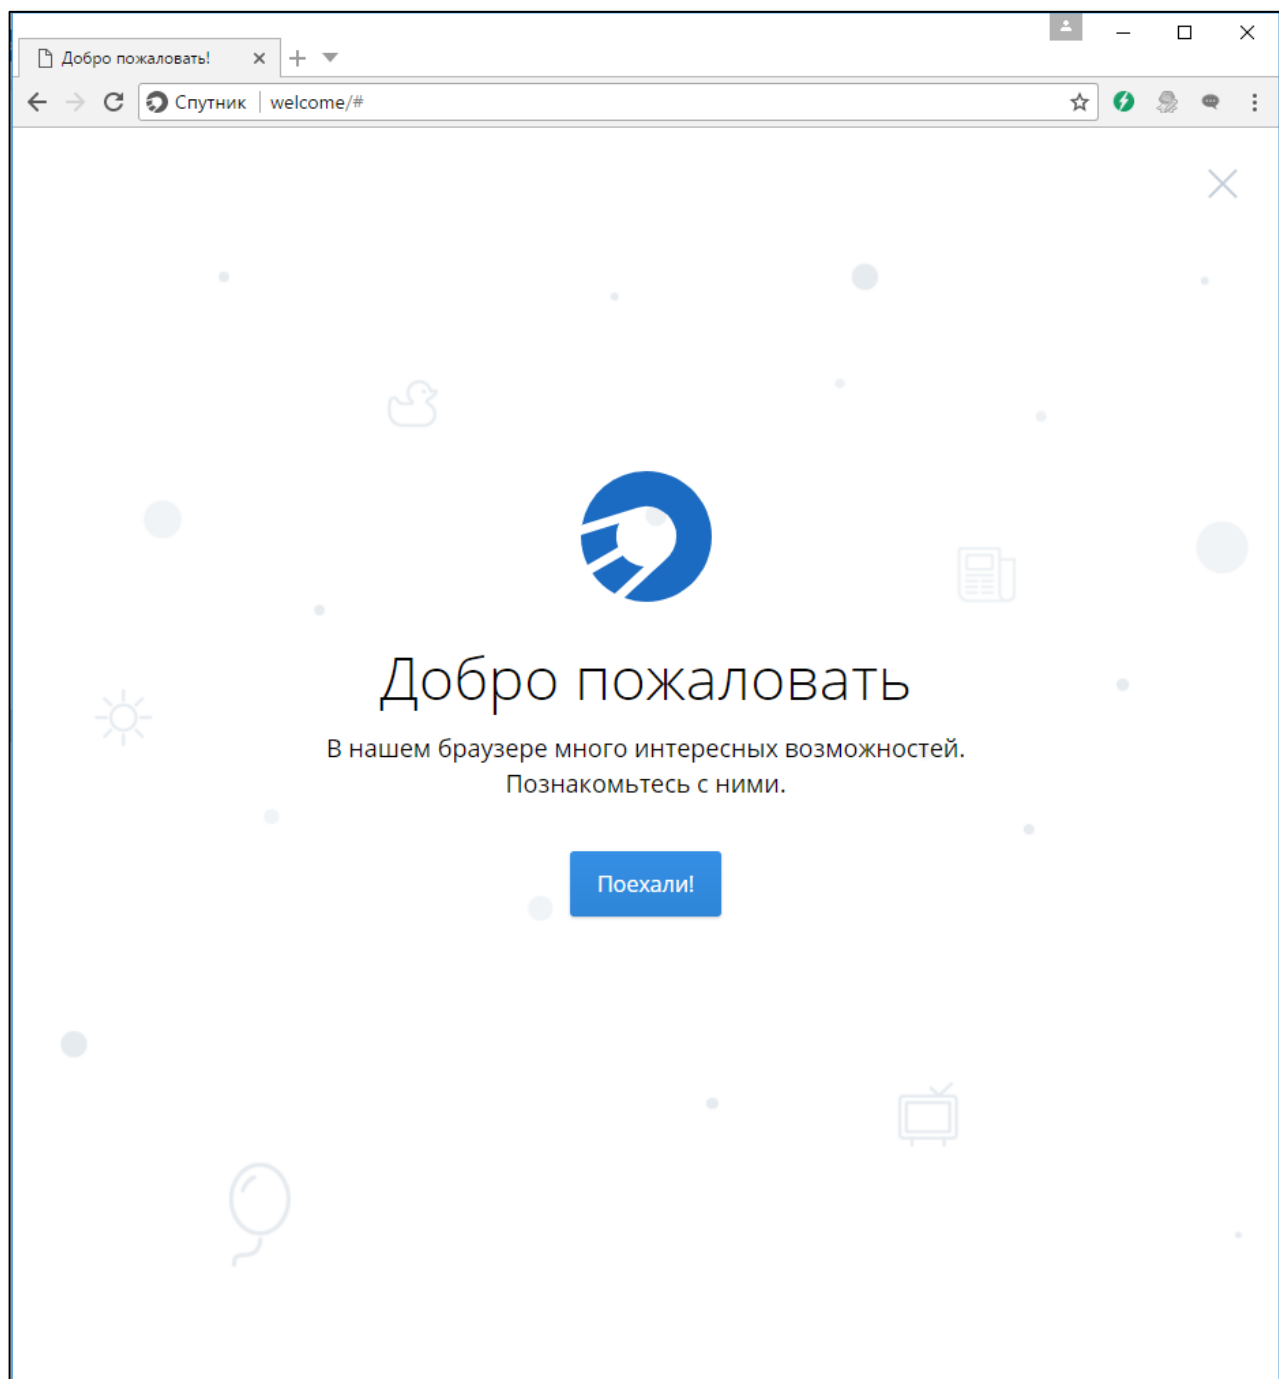 Добро пожаловать!
Спутник welcome/#
Добро пожаловать
В нашем браузере много интересных возможностей.
Познакомьтесь с ними.
Поехали!